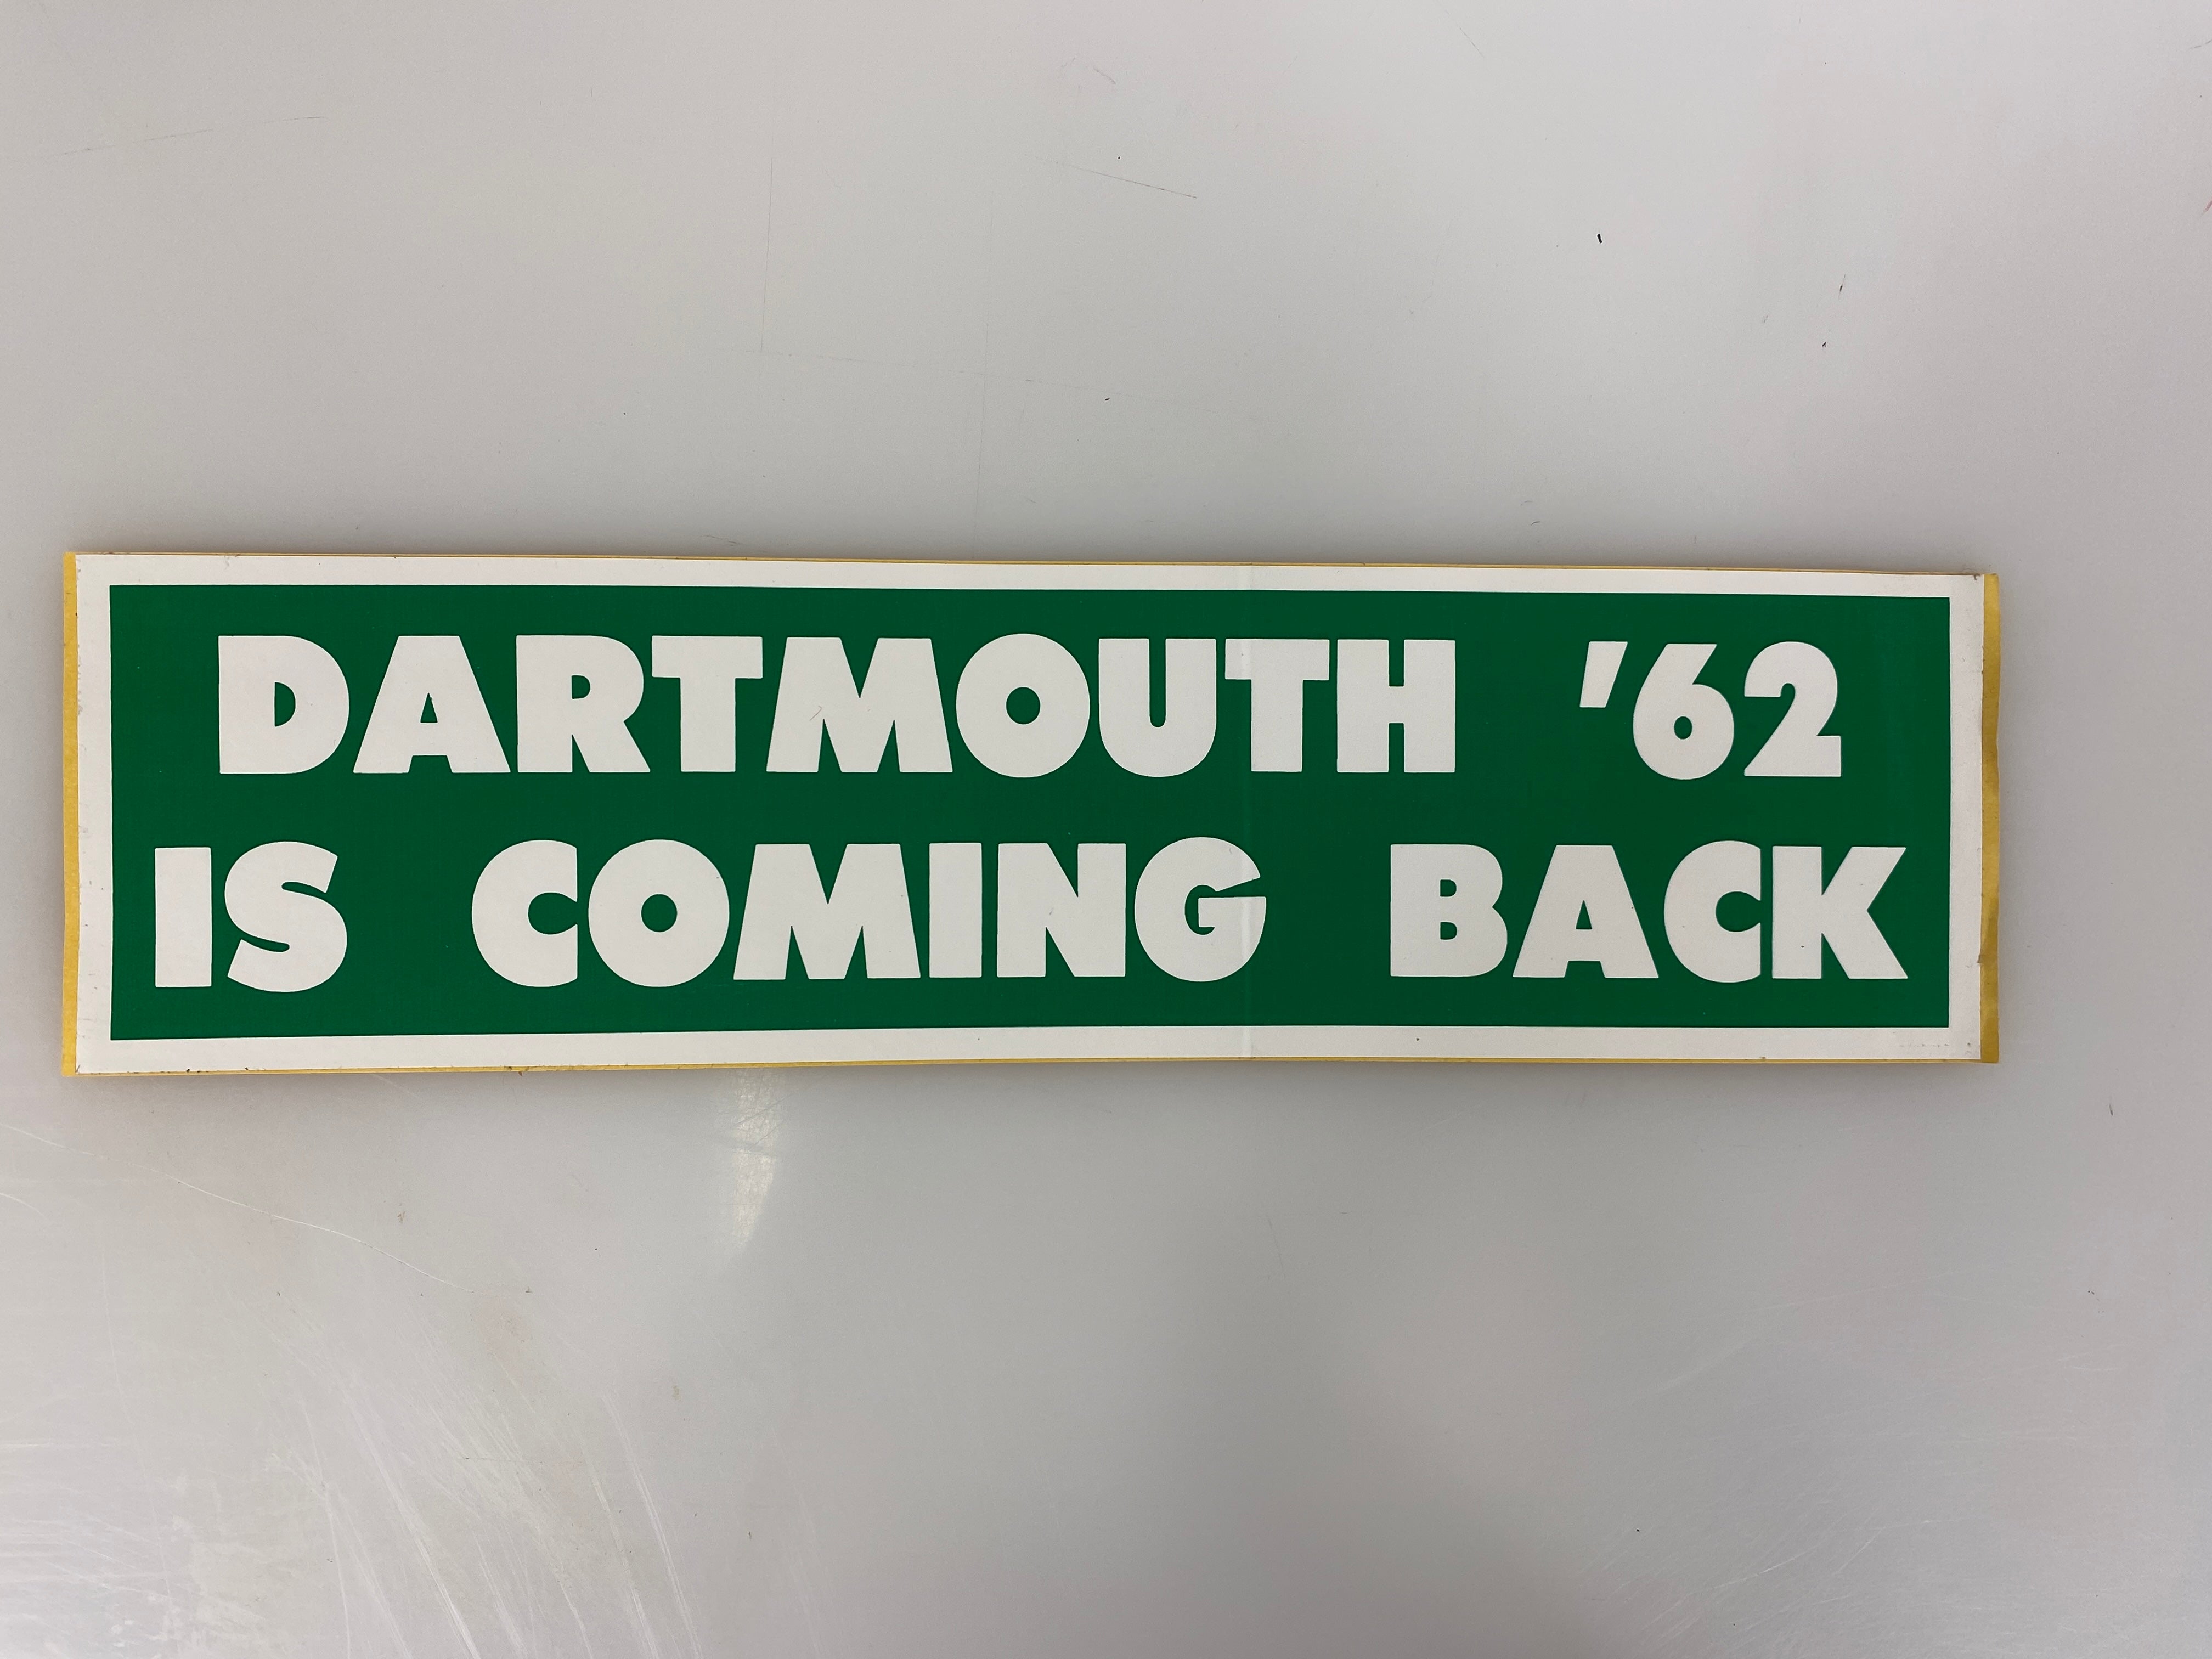 DARTMOUTH '62
IS COMING BACK